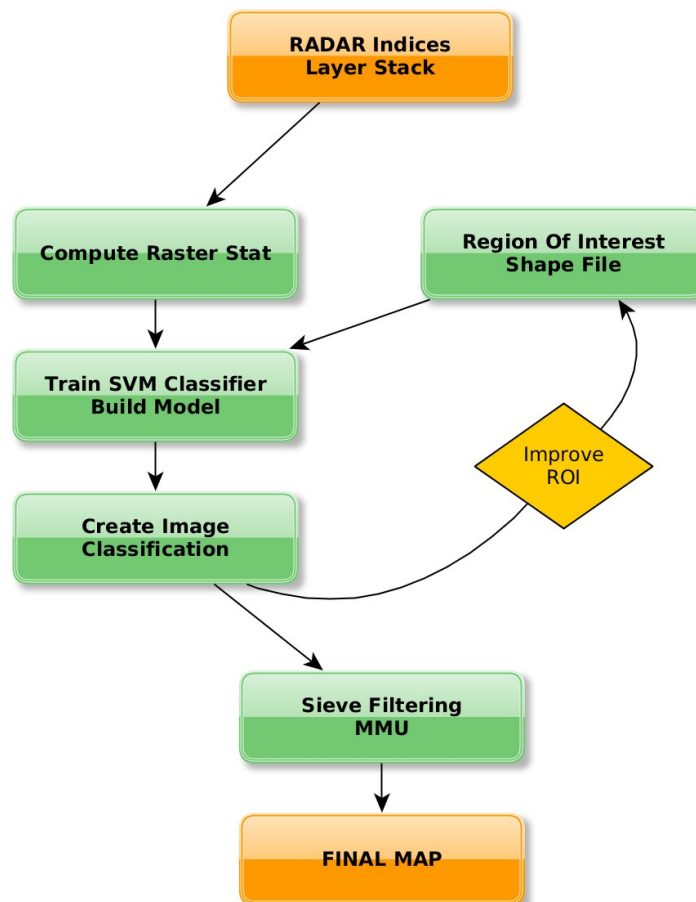 RADAR Indices
Layer Stack
Compute Raster Stat
Region Of Interest
Shape File
Train SVM Classifier
Build Model
Improve
ROI
Create Image
Classification
Sieve Filtering
MMU
FINAL MAP